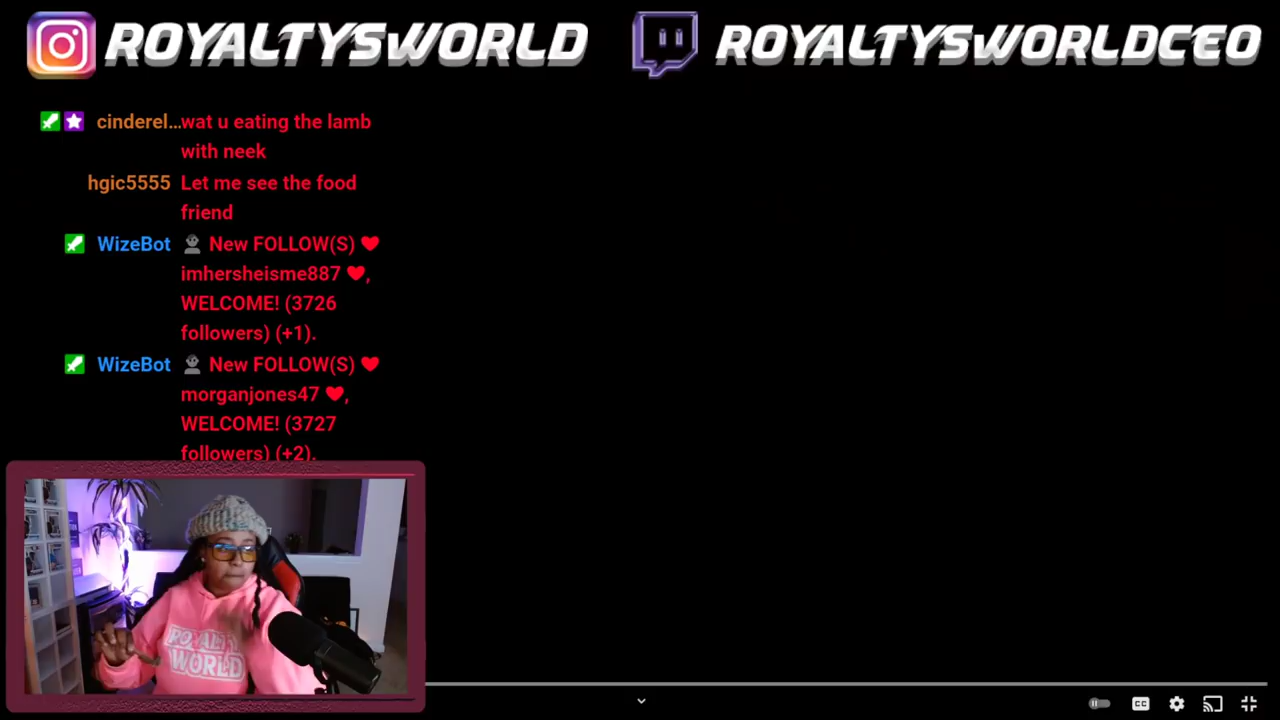 ROYALTYSWORLD
ROYALTYSWORLDCEO
cinderel...wat u eating the lamb
with neek
hgic5555 Let me see the food
friend
WizeBot New FOLLOW(S) ❤
imhersheisme887 ❤,
WELCOME! (3726
followers) (+1).
WizeBot New FOLLOW(S) ❤
morganjones47 ❤,
WELCOME! (3727
followers) (+2).
ROYALTY
WORLD
CC